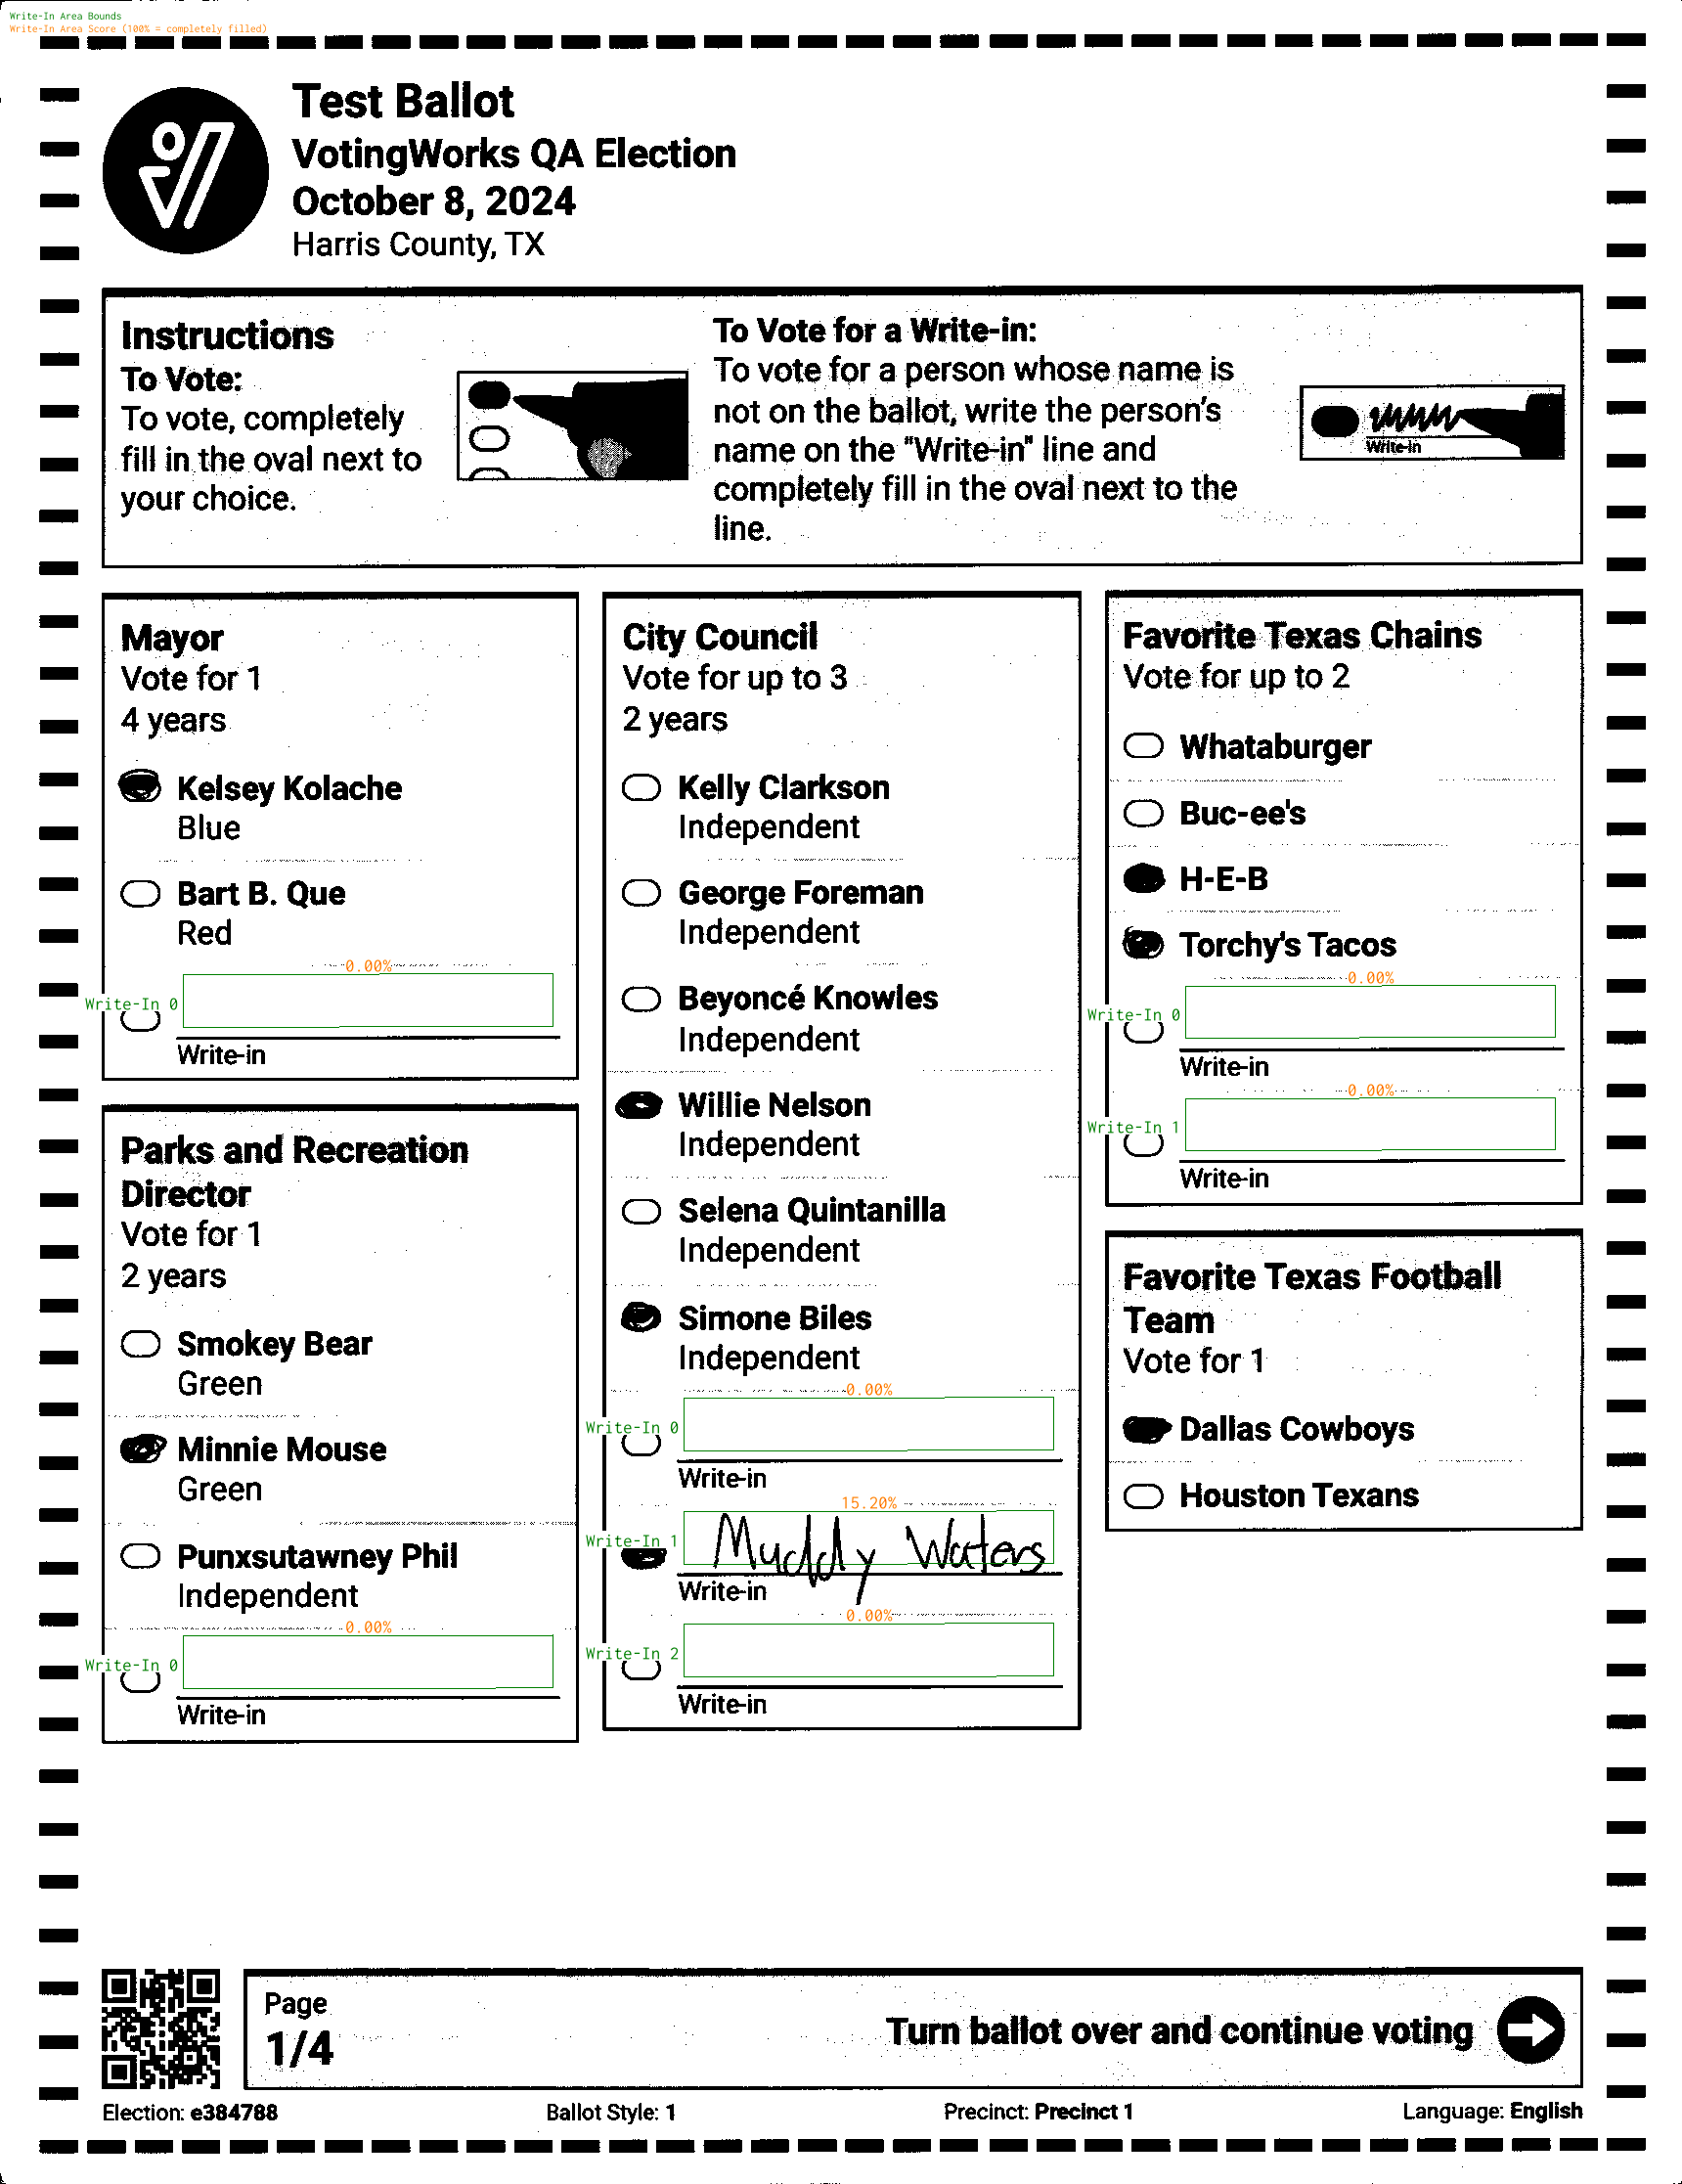 Write-In Area Bounds
Write-In Area Score (100% = completely filled)
Test Ballot
VotingWorks QA Election
October 8, 2024
Harris County, TX
Instructions
To Vote:
To vote, completely
fill in the oval next to
your choice.
To Vote for a Write-in:
To vote for a person whose name is
not on the ballot, write the person's
name on the "Write-in" line and
completely fill in the oval next to the
line.
Write-in
Mayor
Vote for 1
4 years
Kelsey Kolache
Blue
Bart B. Que
Red
0.00%
Write-In 0
Write-in
Parks and Recreation
Director
Vote for 1
2 years
Smokey Bear
Green
Minnie Mouse
Green
Punxsutawney Phil
Independent
0.00%
Write-In 0
Write-in
City Council
Vote for up to 3
2 years
Kelly Clarkson
Independent
George Foreman
Independent
Beyoncé Knowles
Independent
Willie Nelson
Independent
Selena Quintanilla
Independent
Simone Biles
Independent
0.00%
Write-In 0
Write-in
15.20%
Write-In 1
Muddy Waters
Write-in
0.00%
Write-In 2
Write-in
Favorite Texas Chains
Vote for up to 2
Whataburger
Buc-ee's
H-E-B
Torchy's Tacos
0.00%
Write-In 0
Write-in
0.00%
Write-In 1
Write-in
Favorite Texas Football
Team
Vote for 1
Dallas Cowboys
Houston Texans
Page
1/4
Turn ballot over and continue voting
Election: e384788
Ballot Style: 1
Precinct: Precinct 1
Language: English